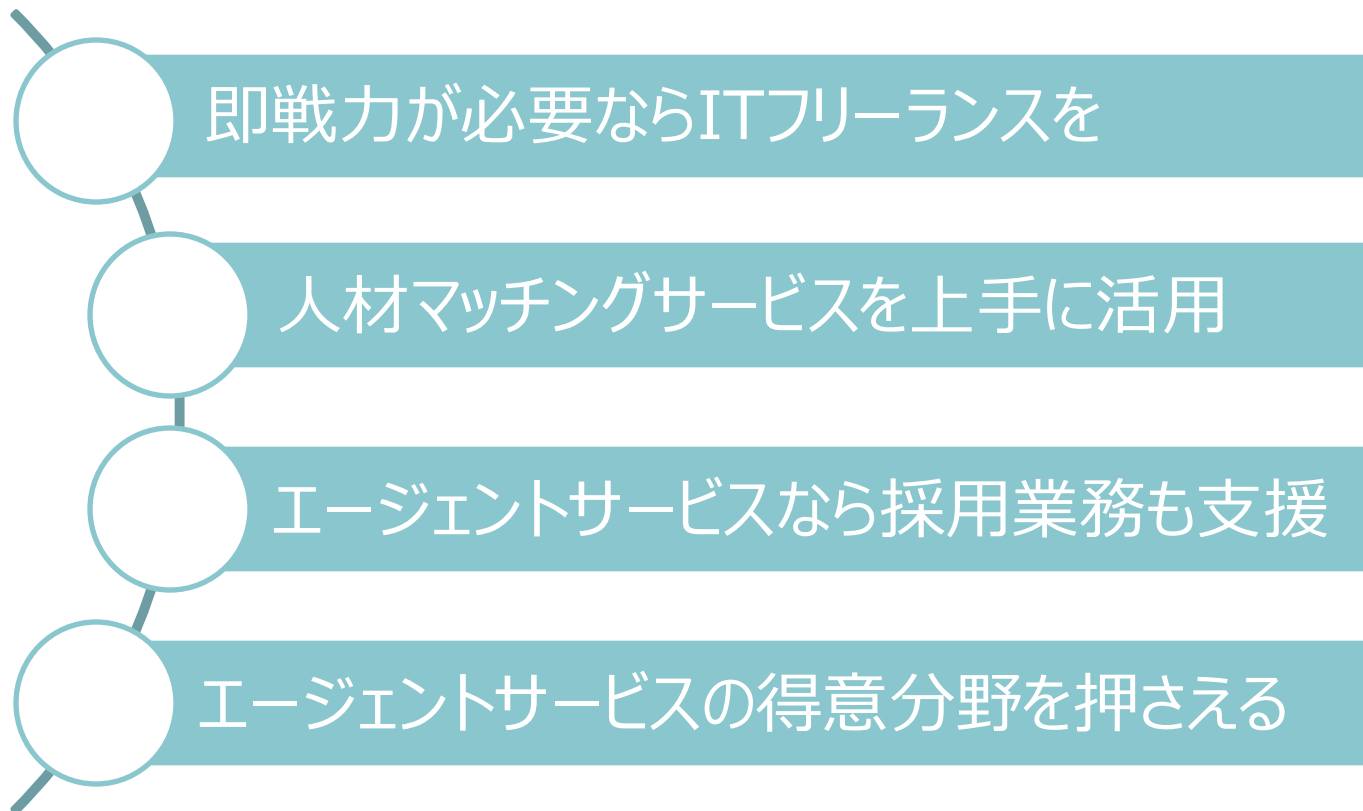 即戦力が必要ならITフリーランスを
人材マッチングサービスを上手に活用
エージェントサービスなら採用業務も支援
エージェントサービスの得意分野を押さえる